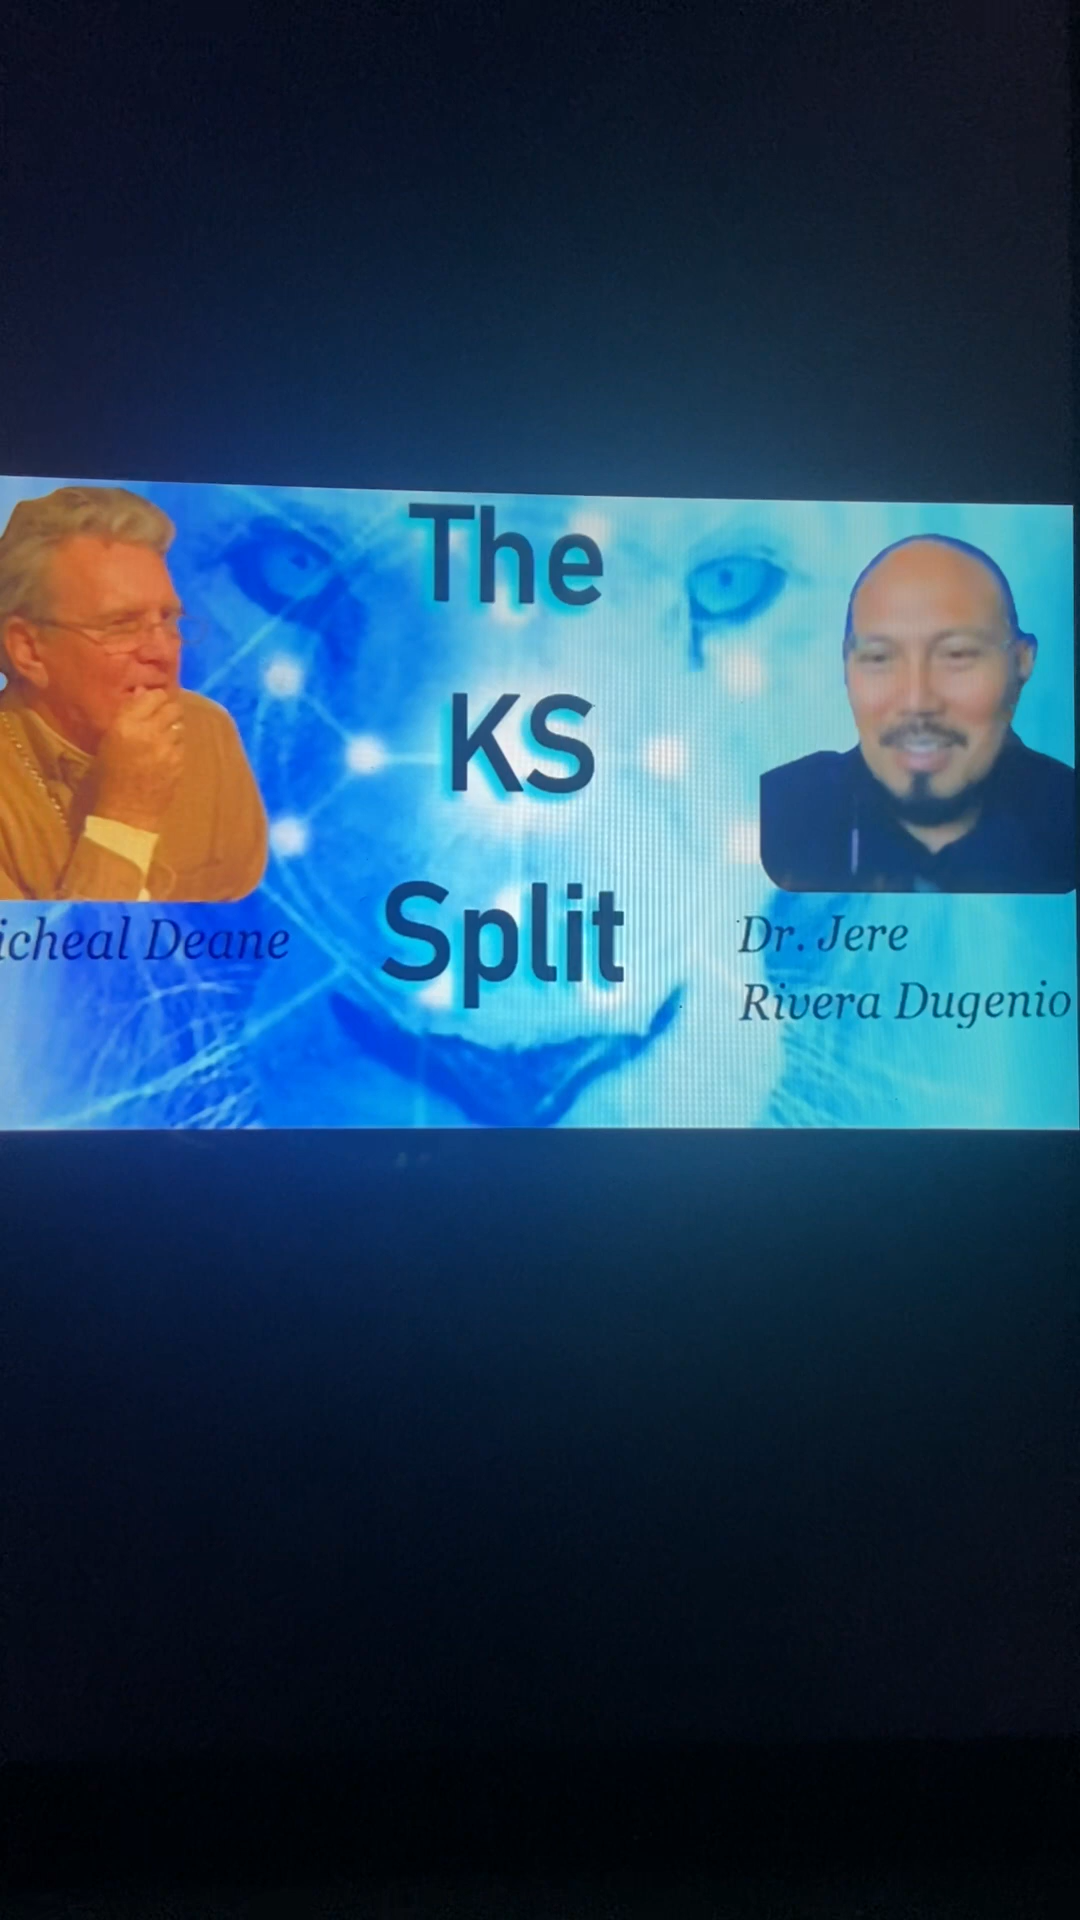 The
KS
Split
icheal Deane
Dr. Jere
Rivera Dugenio